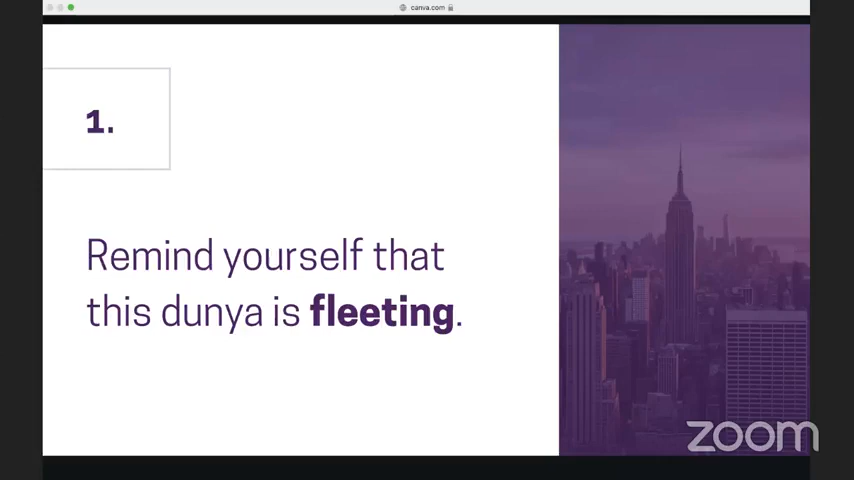 canva.com
1.
Remind yourself that
this dunya is fleeting.
zoom